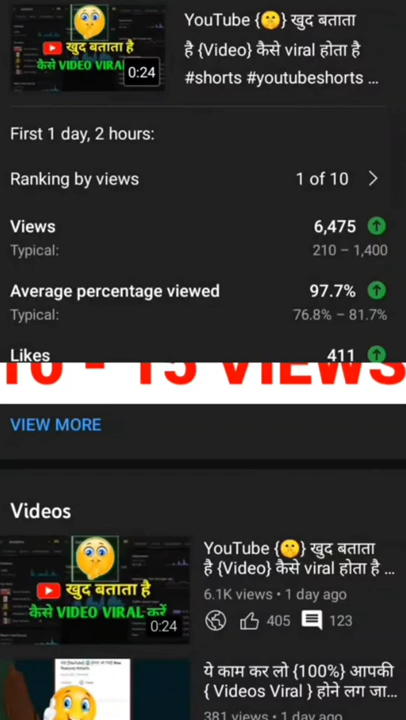 खुद बताता है
कैसे VIDEO VIRAL
0:24
YouTube {🤫} खुद बताता
है {Video} कैसे viral होता है
#shorts #youtubeshorts ...
First 1 day, 2 hours:
Ranking by views 1 of 10
Views 6,475
Typical: 210 – 1,400
Average percentage viewed 97.7%
Typical: 76.8% – 81.7%
Likes 411
10 - 15 VIEWS
VIEW MORE
Videos
खुद बताता है
कैसे VIDEO VIRAL करें
0:24
YouTube {🤫} खुद बताता
है {Video} कैसे viral होता है ...
6.1K views • 1 day ago
405 123
ये काम कर लो {100%} आपकी
{ Videos Viral } होने लग जा...
381 views • 1 day ago